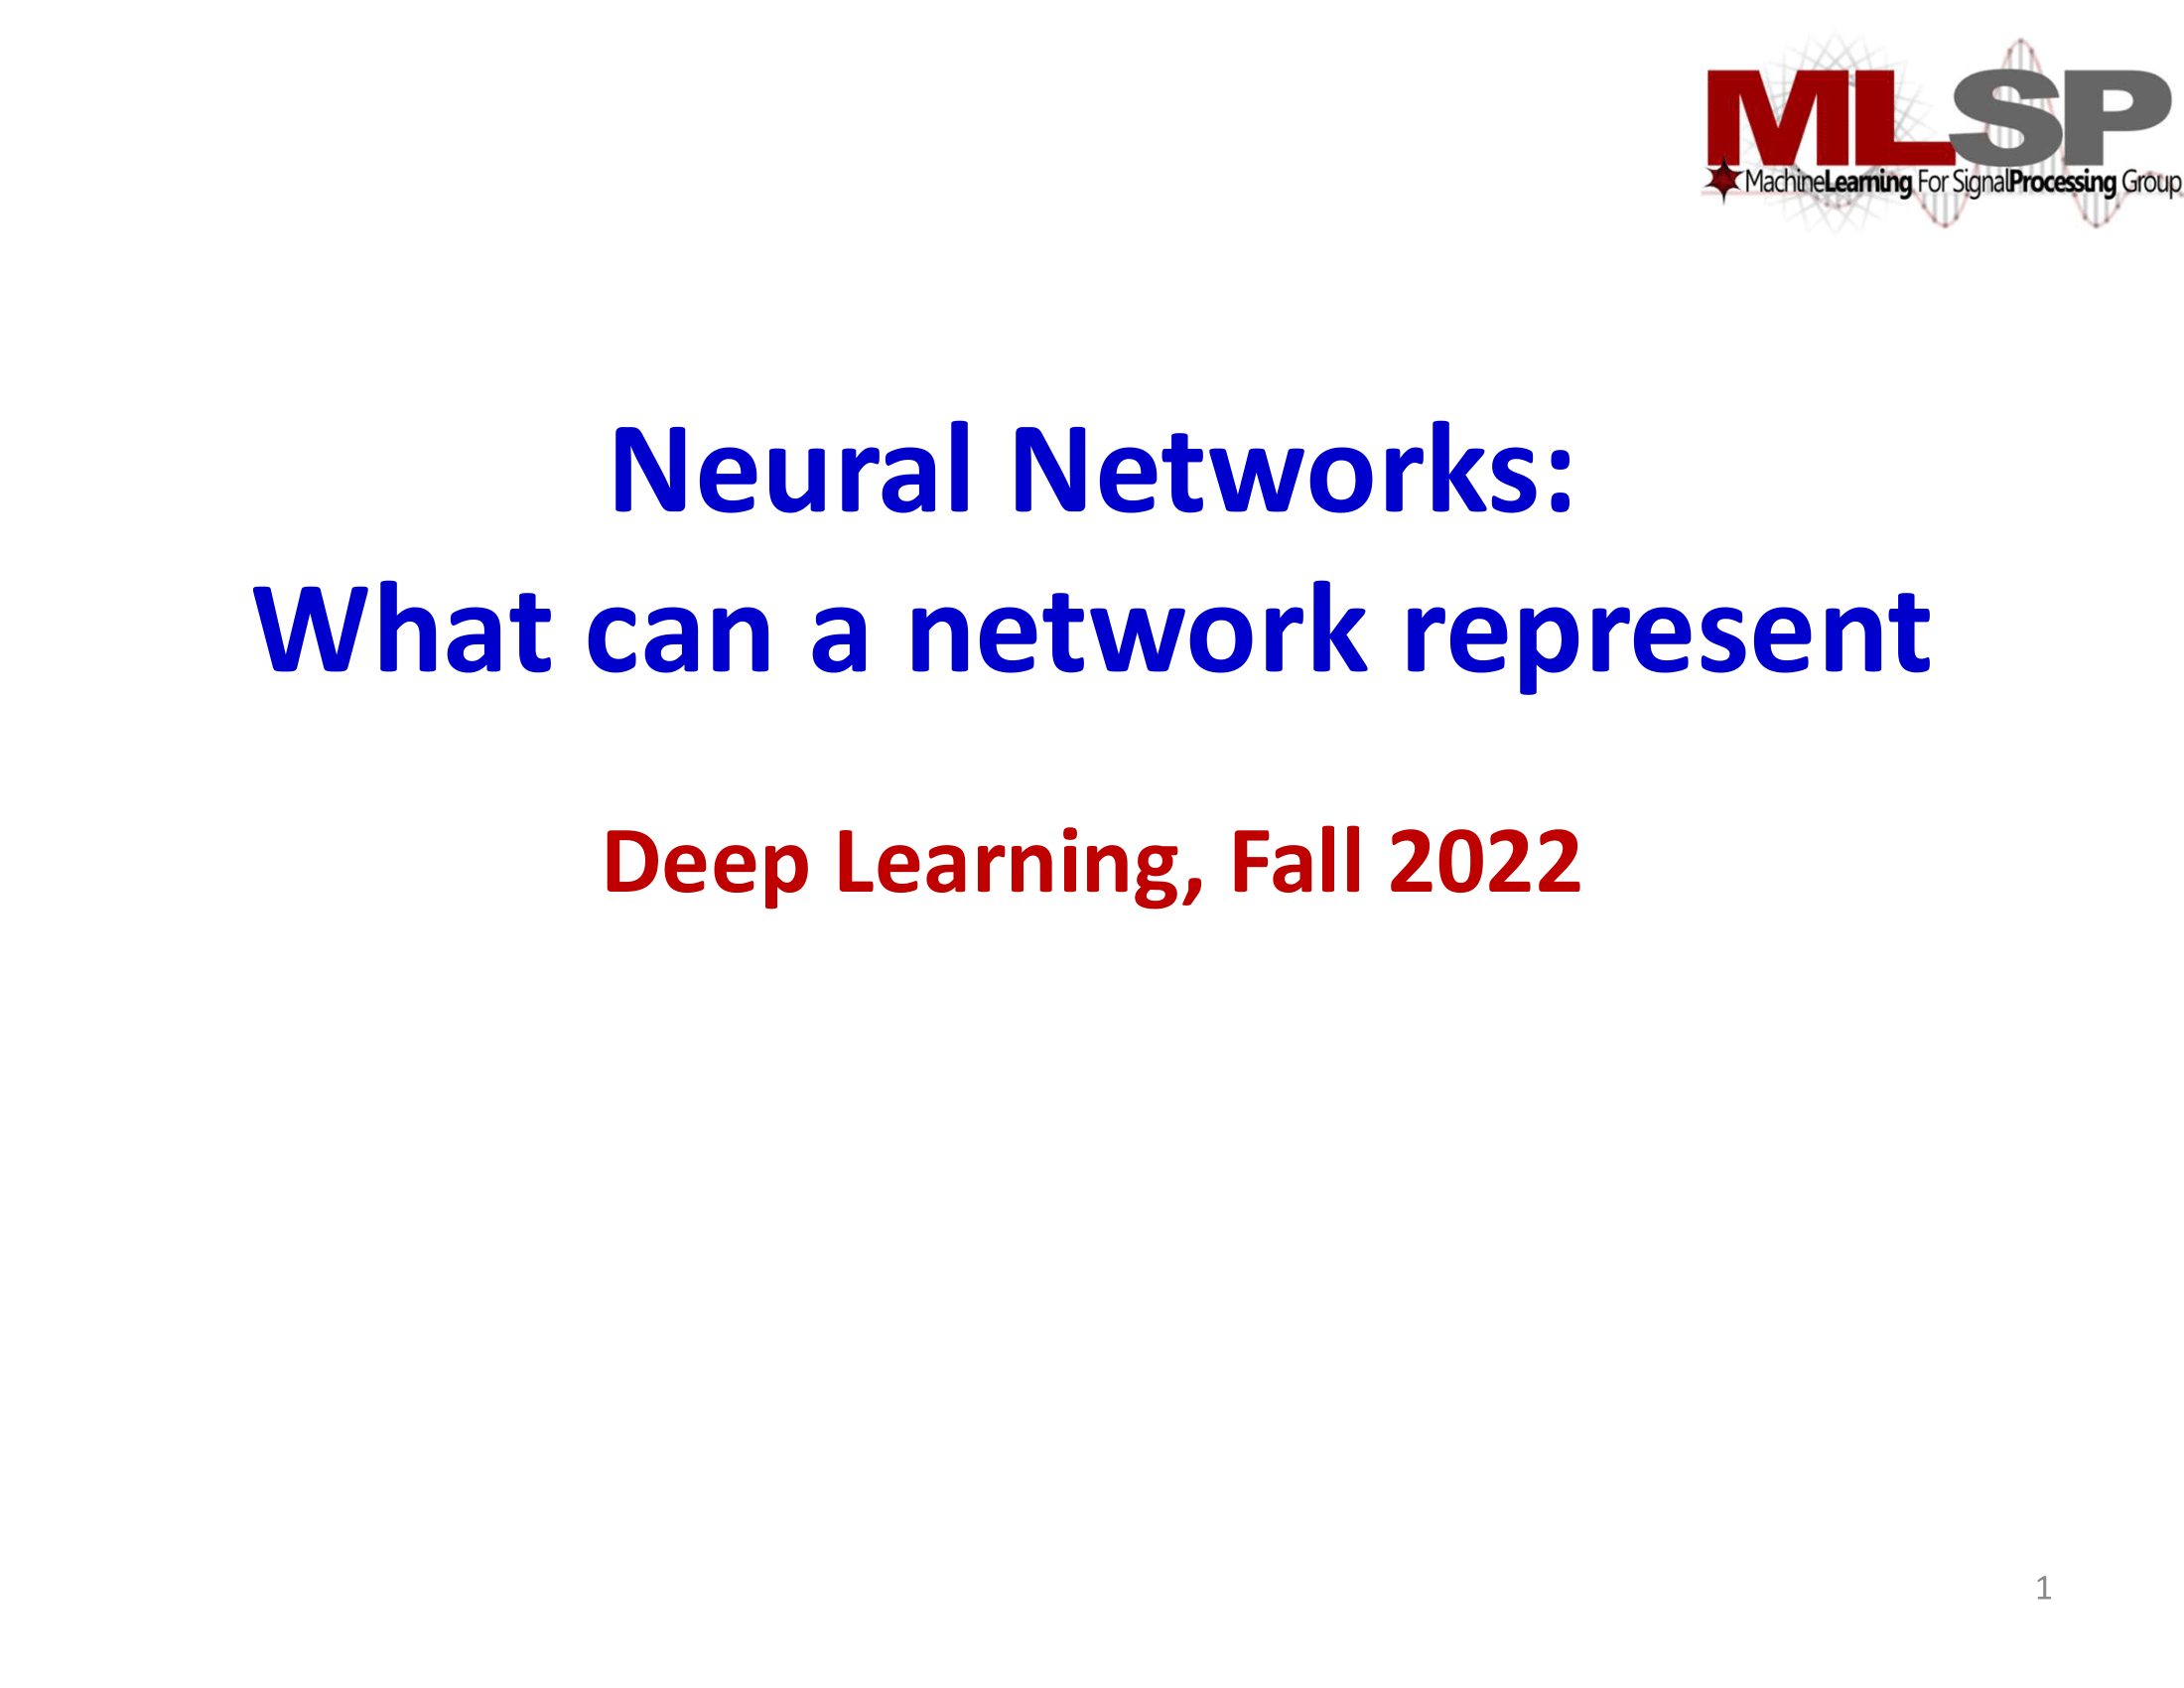 MLSP
MachineLearning For SignalProcessing Group
Neural Networks:
What can a network represent
Deep Learning, Fall 2022
1